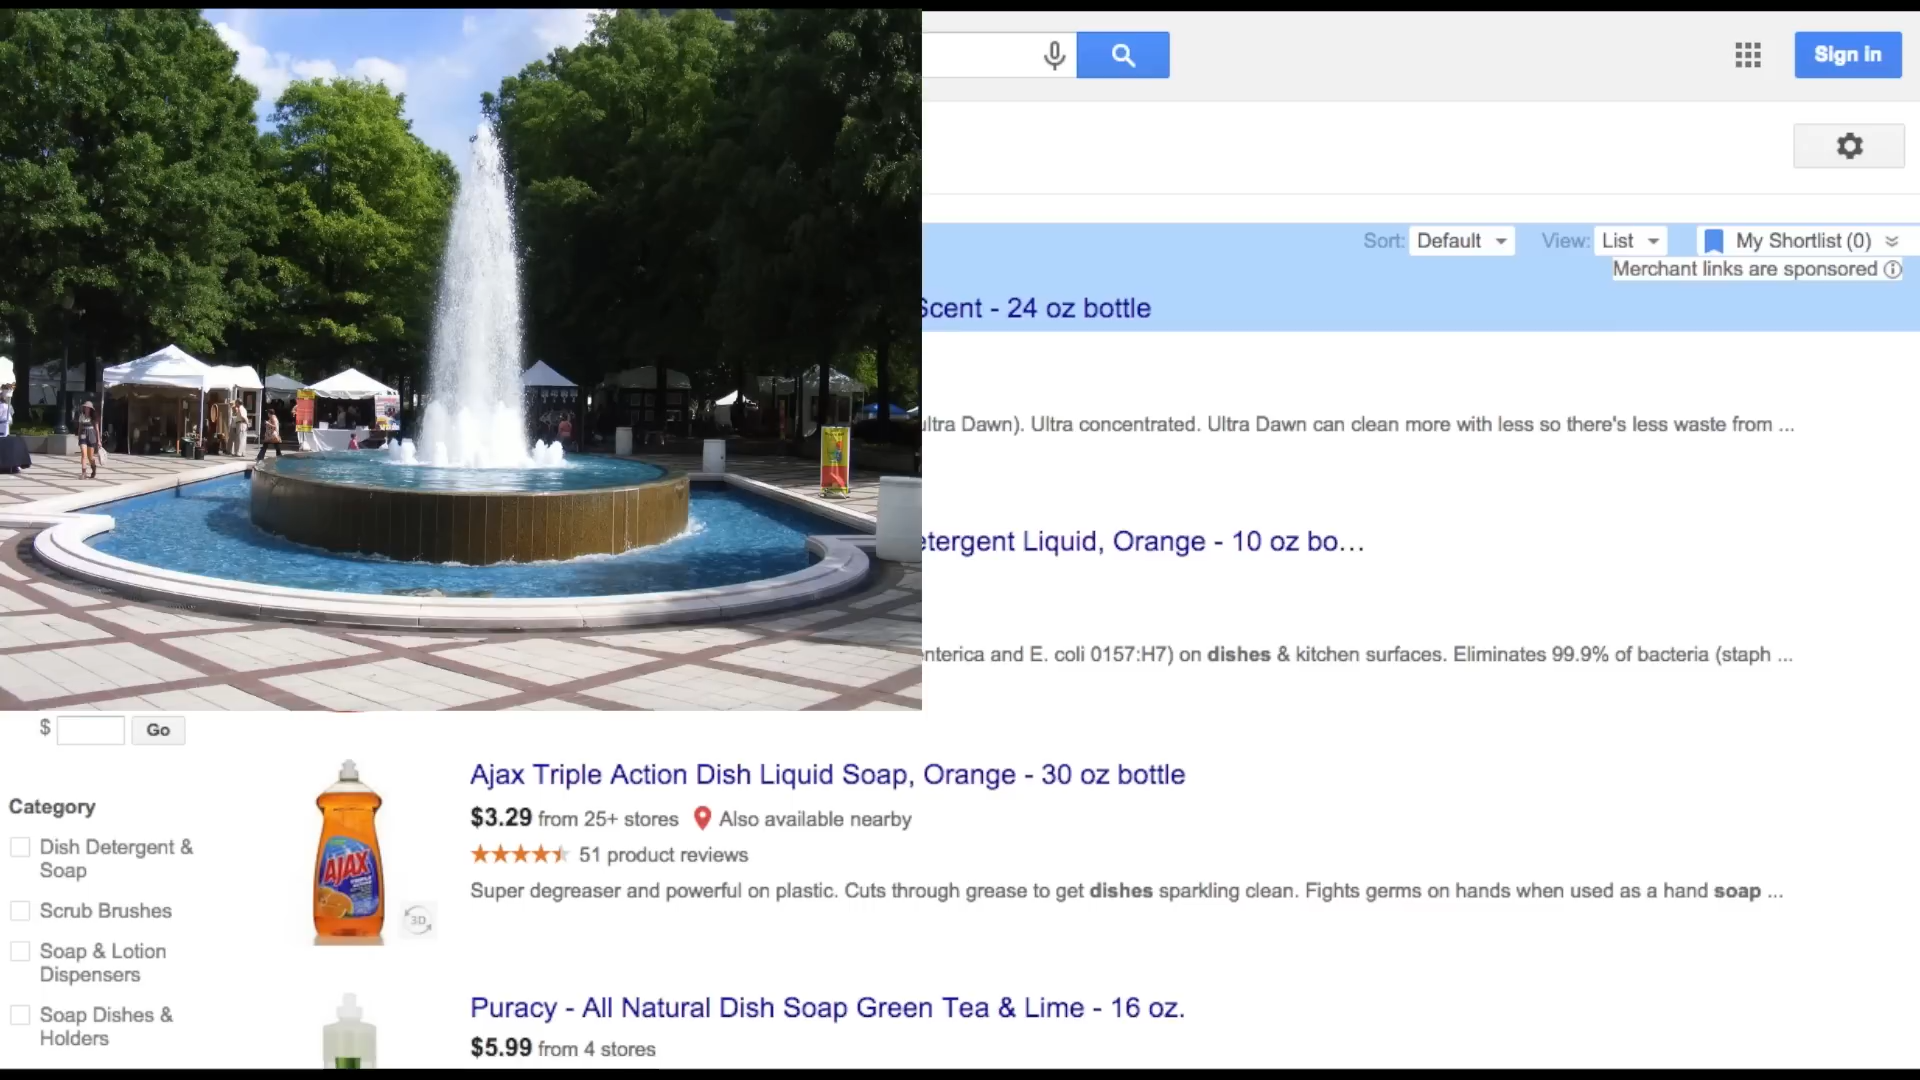 Sign in
Sort: Default View: List My Shortlist (0)
Merchant links are sponsored
Scent - 24 oz bottle
ultra Dawn). Ultra concentrated. Ultra Dawn can clean more with less so there's less waste from ...
etergent Liquid, Orange - 10 oz bo...
nterica and E. coli 0157:H7) on dishes & kitchen surfaces. Eliminates 99.9% of bacteria (staph ...
$ Go
Ajax Triple Action Dish Liquid Soap, Orange - 30 oz bottle
$3.29 from 25+ stores Also available nearby
51 product reviews
Super degreaser and powerful on plastic. Cuts through grease to get dishes sparkling clean. Fights germs on hands when used as a hand soap ...
AJAX
3D
Category
Dish Detergent &
Soap
Scrub Brushes
Soap & Lotion
Dispensers
Soap Dishes &
Holders
Puracy - All Natural Dish Soap Green Tea & Lime - 16 oz.
$5.99 from 4 stores